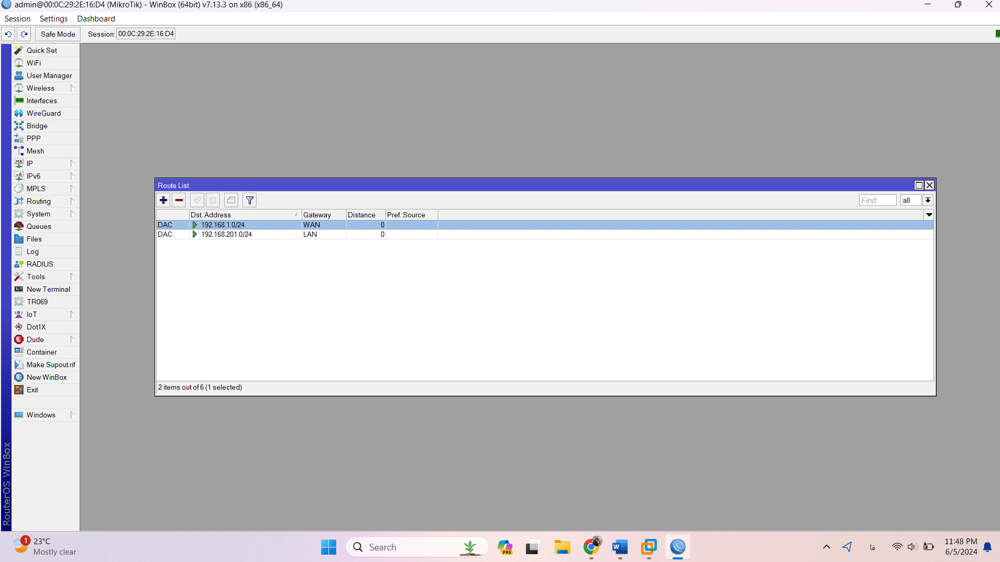 admin@00:0C:29:2E:16:D4 (MikroTik) - WinBox (64bit) v7.13.3 on x86 (x86_64)
Session Settings Dashboard
Safe Mode Session: 00:0C:29:2E:16:D4
Quick Set
WiFi
User Manager
Wireless
Interfaces
WireGuard
Bridge
PPP
Mesh
255 IP
v6 IPv6
MPLS
Routing
System
Queues
Files
Log
RADIUS
Tools
New Terminal
TR069
IoT
Dot1X
Dude
Container
Make Supout.rif
New WinBox
Exit
Windows
RouterOS WinBox
Route List
Find all
Dst. Address Gateway Distance Pref. Source
DAC 192.168.1.0/24 WAN 0
DAC 192.168.201.0/24 LAN 0
2 items out of 6 (1 selected)
1 23°C
Mostly clear
Search
PRE
W
فا
11:48 PM
6/5/2024